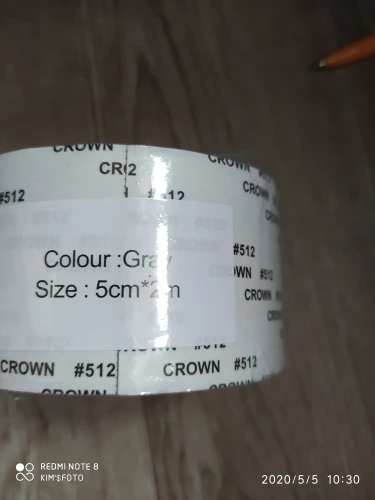 CROWN
CROWN
CR 2
#512
CROWN
#512
Colour :Gray
Size : 5cm*2m
#512
#512
CROWN
CROWN #512
CROWN #512
CROWN
REDMI NOTE 8
KIM'SFOTO
2020/5/5 10:30